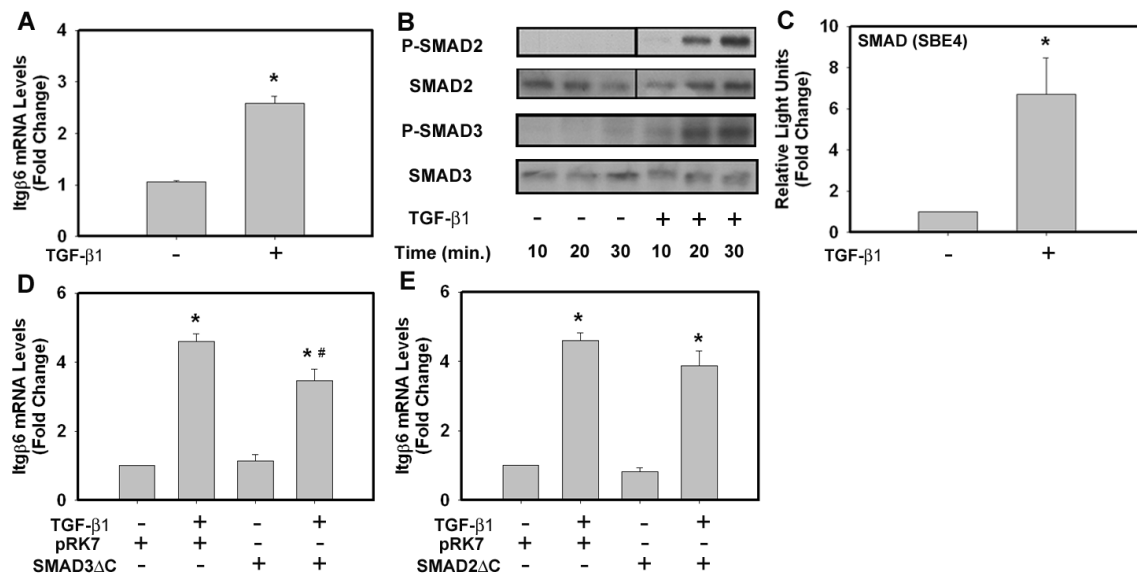 A
Itgβ6 mRNA Levels
(Fold Change)
4
3
2
1
0
*
TGF-β1 - +
B
P-SMAD2
SMAD2
P-SMAD3
SMAD3
TGF-β1 - - - + + +
Time (min.) 10 20 30 10 20 30
C
SMAD (SBE4)
Relative Light Units
(Fold Change)
10
8
6
4
2
0
*
TGF-β1 - +
D
Itgβ6 mRNA Levels
(Fold Change)
6
4
2
0
*
* #
TGF-β1 - + - +
pRK7 + + - -
SMAD3ΔC - - + +
E
Itgβ6 mRNA Levels
(Fold Change)
6
4
2
0
*
*
TGF-β1 - + - +
pRK7 + + - -
SMAD2ΔC - - + +